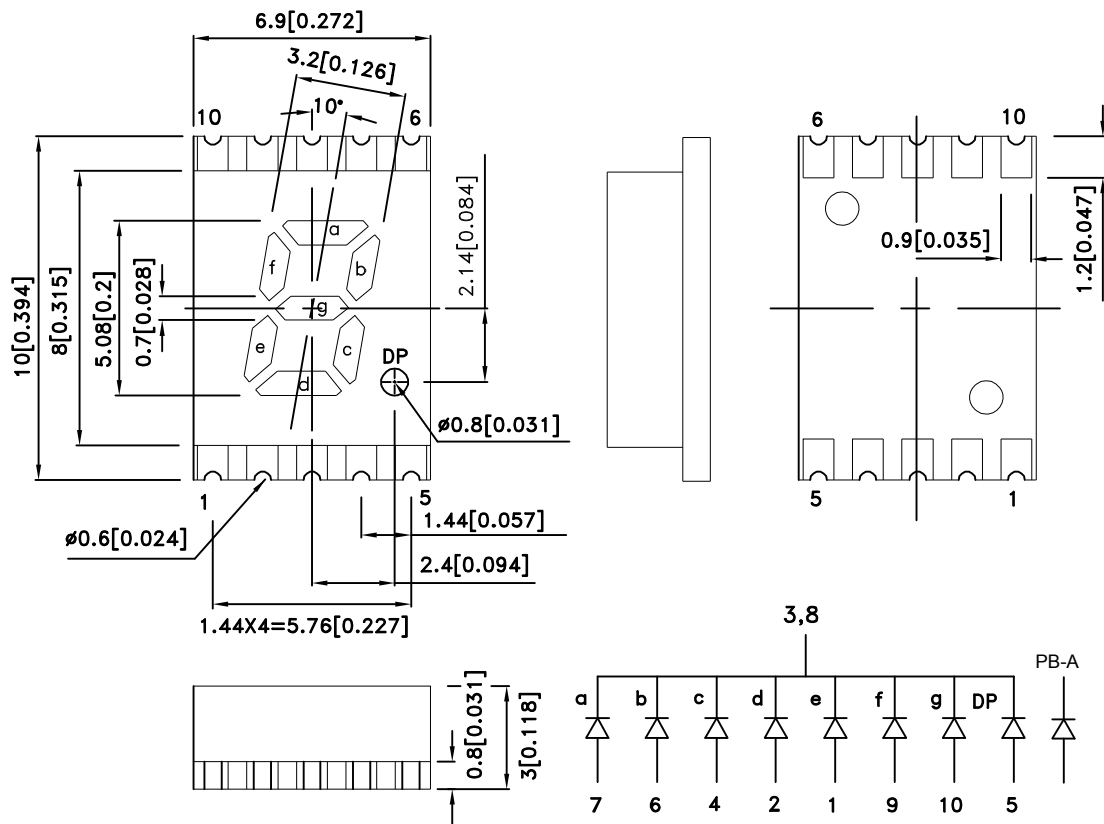 6.9[0.272]
3.2[0.126]
10°
10
6
10[0.394]
8[0.315]
5.08[0.2]
0.7[0.028]
a
f
b
g
e
c
d
DP
2.14[0.084]
ø0.8[0.031]
1
5
ø0.6[0.024]
1.44[0.057]
2.4[0.094]
1.44X4=5.76[0.227]
6
10
0.9[0.035]
1.2[0.047]
5
1
0.8[0.031]
3[0.118]
3,8
PB-A
a b c d e f g DP
7 6 4 2 1 9 10 5